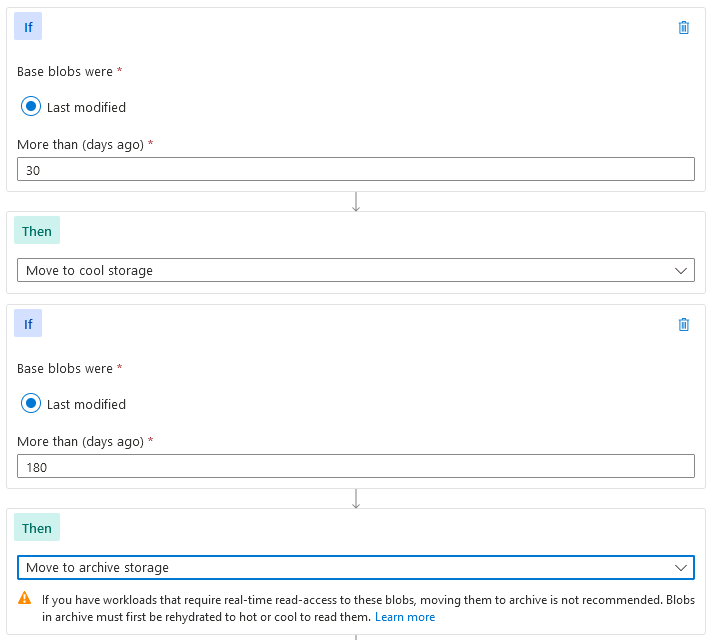 If
Base blobs were *
Last modified
More than (days ago) *
30
Then
Move to cool storage
If
Base blobs were *
Last modified
More than (days ago) *
180
Then
Move to archive storage
If you have workloads that require real-time read-access to these blobs, moving them to archive is not recommended. Blobs
in archive must first be rehydrated to hot or cool to read them. Learn more